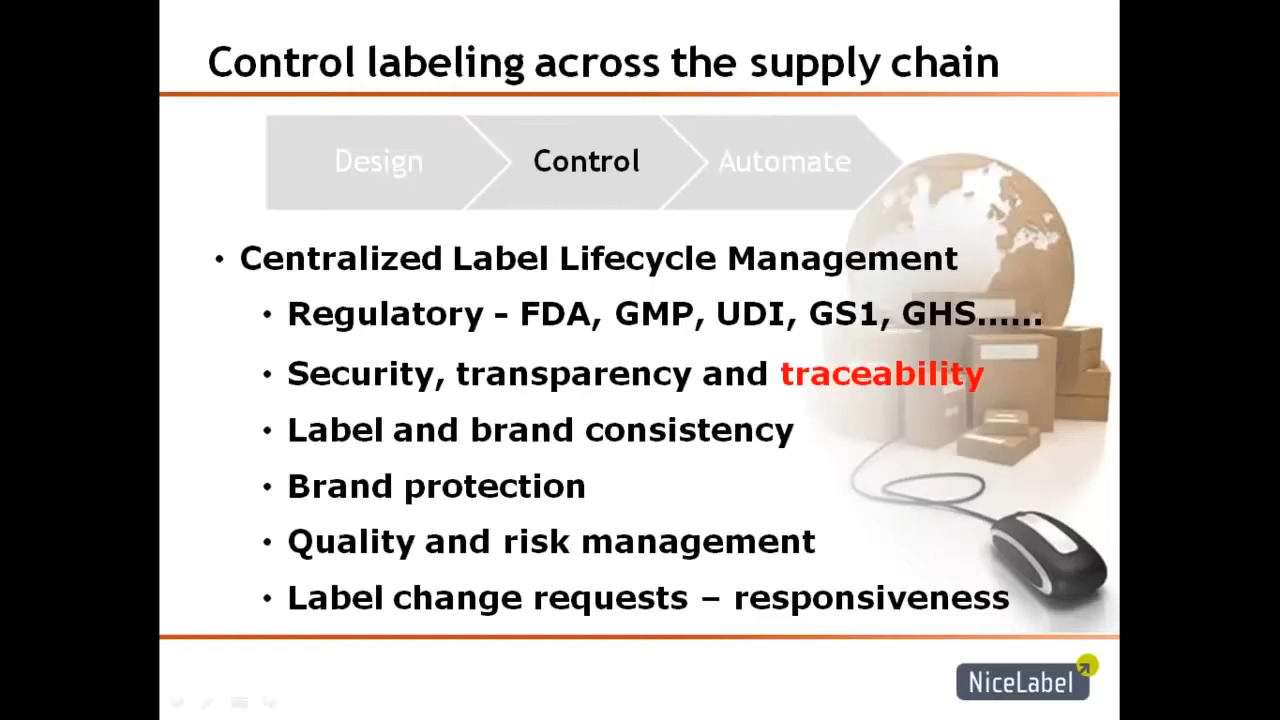 Control labeling across the supply chain
Design Control Automate
• Centralized Label Lifecycle Management
• Regulatory - FDA, GMP, UDI, GS1, GHS……
• Security, transparency and traceability
• Label and brand consistency
• Brand protection
• Quality and risk management
• Label change requests – responsiveness
NiceLabel